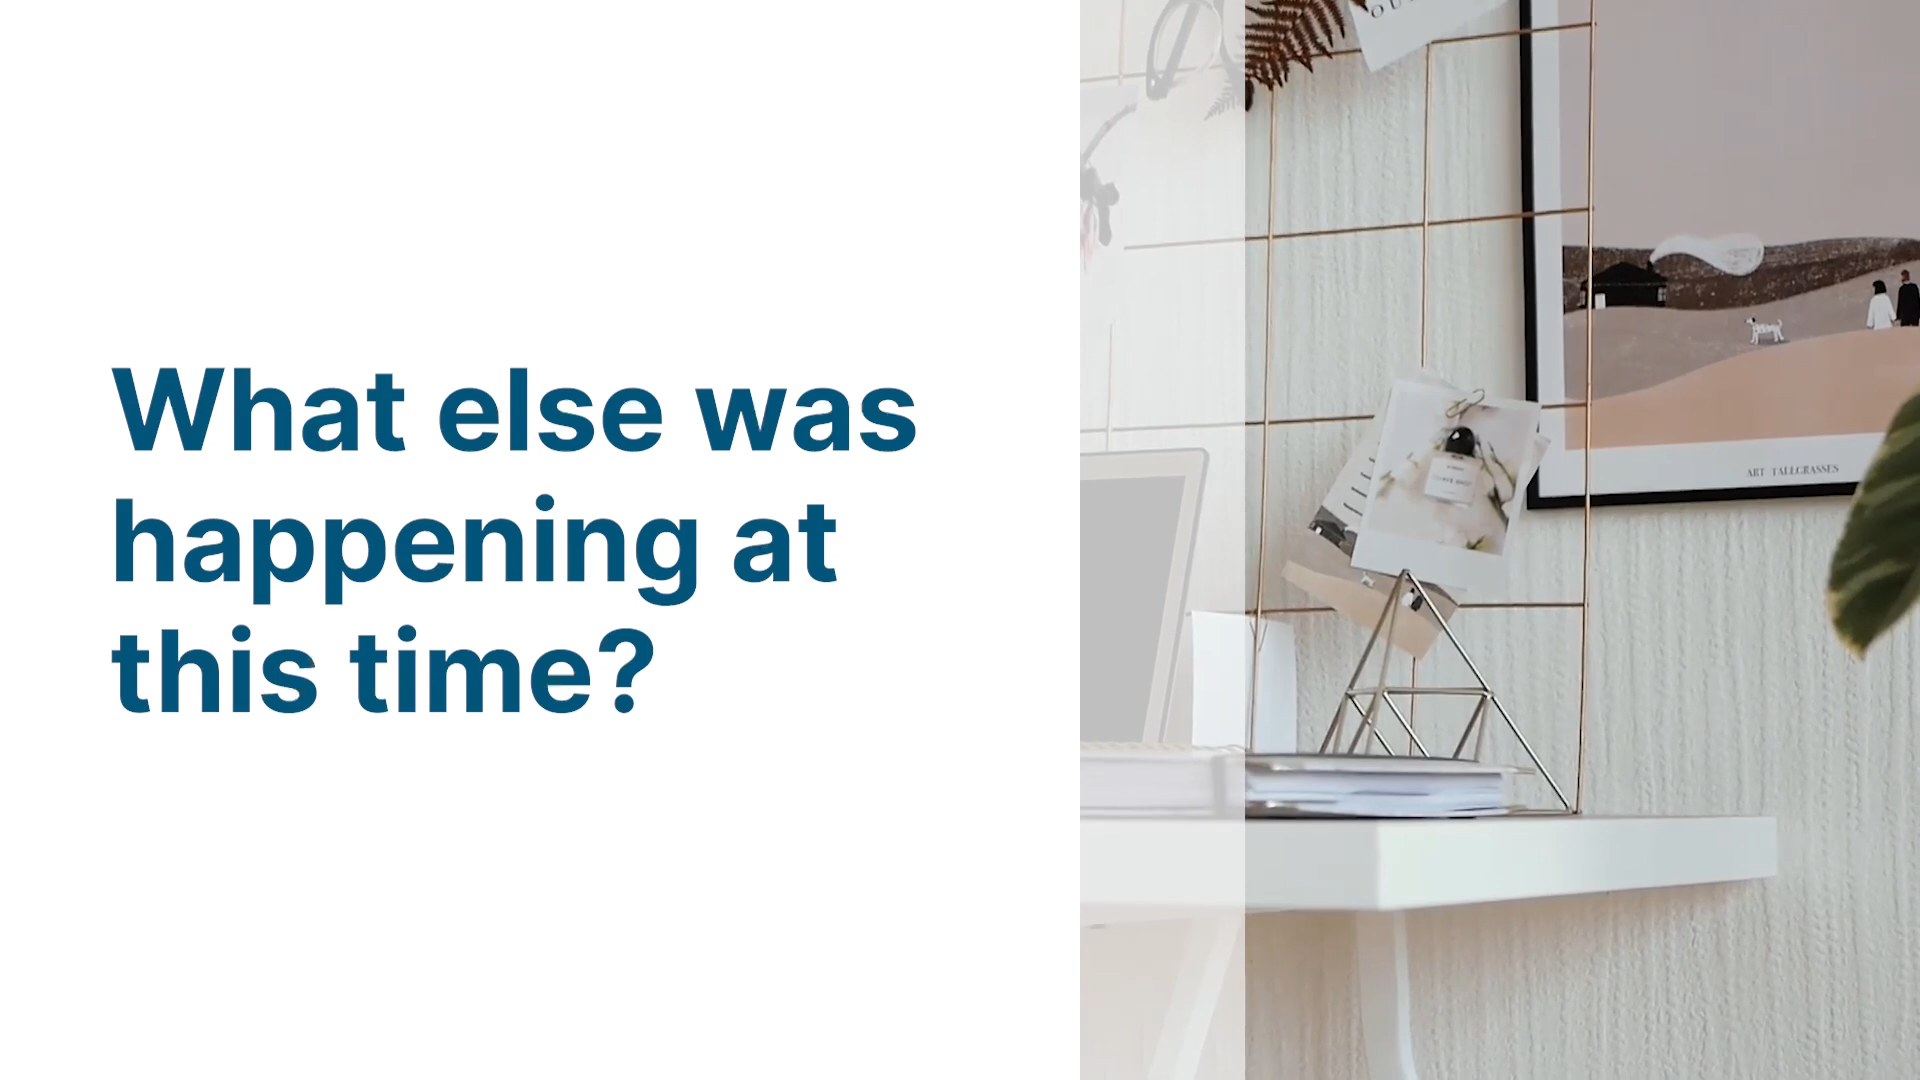 What else was
happening at
this time?
ART TALLGRASSES